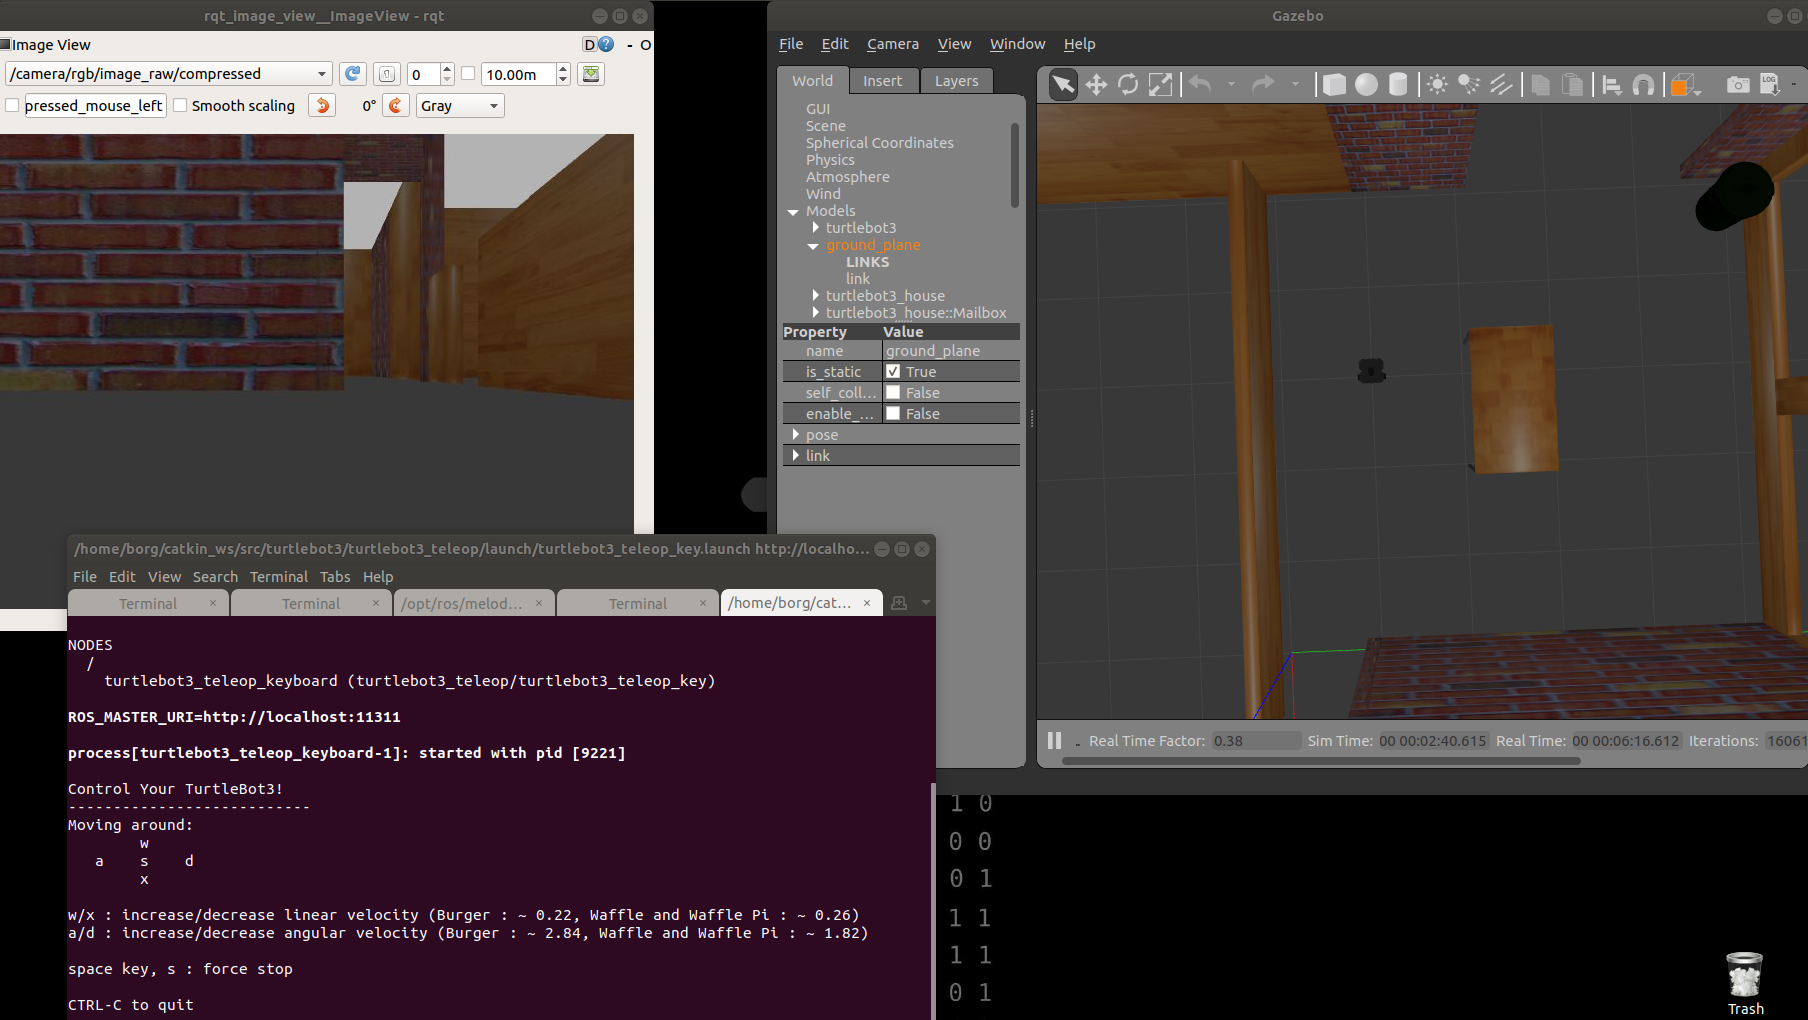 rqt_image_view__ImageView - rqt
Image View
D
?
- O
/camera/rgb/image_raw/compressed
0
10.00m
pressed_mouse_left
Smooth scaling
0°
Gray
Gazebo
File Edit Camera View Window Help
World Insert Layers
GUI
Scene
Spherical Coordinates
Physics
Atmosphere
Wind
Models
turtlebot3
ground_plane
LINKS
link
turtlebot3_house
turtlebot3_house::Mailbox
Property Value
name ground_plane
is_static True
self_coll... False
enable_... False
pose
link
LOG
Real Time Factor: 0.38 Sim Time: 00 00:02:40.615 Real Time: 00 00:06:16.612 Iterations: 16061
/home/borg/catkin_ws/src/turtlebot3/turtlebot3_teleop/launch/turtlebot3_teleop_key.launch http://localho...
File Edit View Search Terminal Tabs Help
Terminal × Terminal × /opt/ros/melod... × Terminal × /home/borg/cat... ×
NODES
/
turtlebot3_teleop_keyboard (turtlebot3_teleop/turtlebot3_teleop_key)
ROS_MASTER_URI=http://localhost:11311
process[turtlebot3_teleop_keyboard-1]: started with pid [9221]
Control Your TurtleBot3!
---------------------------
Moving around:
w
a s d
x
w/x : increase/decrease linear velocity (Burger : ~ 0.22, Waffle and Waffle Pi : ~ 0.26)
a/d : increase/decrease angular velocity (Burger : ~ 2.84, Waffle and Waffle Pi : ~ 1.82)
space key, s : force stop
CTRL-C to quit
1 0
0 0
0 1
1 1
1 1
0 1
Trash